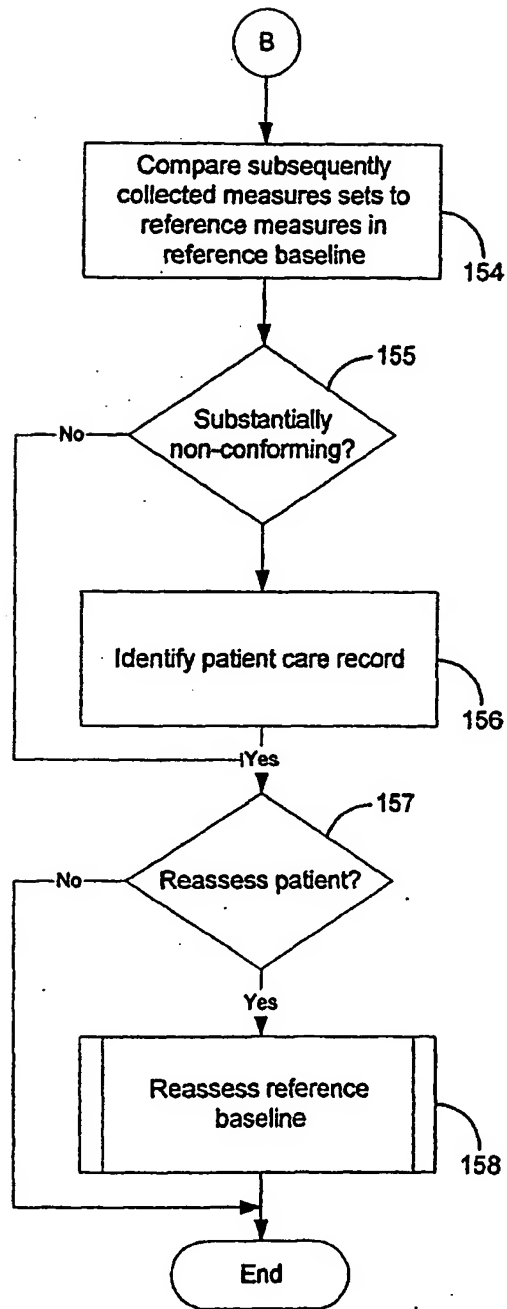 B
Compare subsequently
collected measures sets to
reference measures in
reference baseline
154
155
Substantially
non-conforming?
No
Identify patient care record
156
Yes
157
Reassess patient?
No
Yes
Reassess reference
baseline
158
End